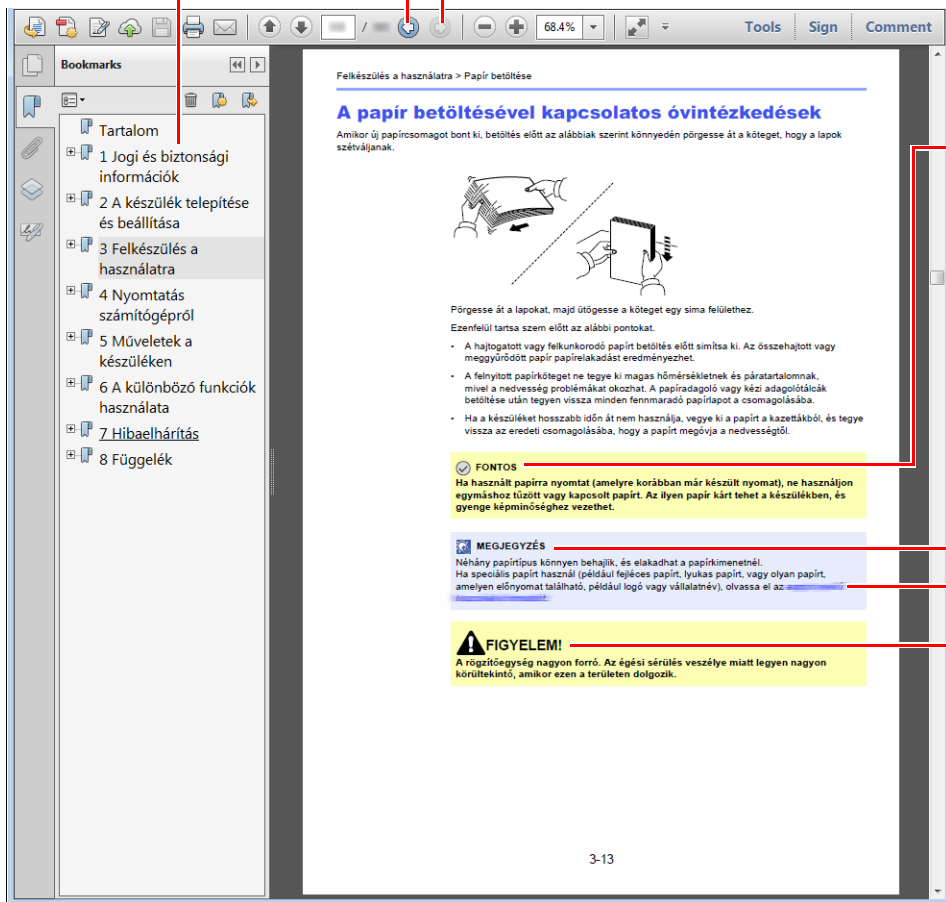 /
68.4%
Tools
Sign
Comment
Bookmarks
Tartalom
1 Jogi és biztonsági
információk
2 A készülék telepítése
és beállítása
3 Felkészülés a
használatra
4 Nyomtatás
számítógépről
5 Műveletek a
készüléken
6 A különböző funkciók
használata
7 Hibaelhárítás
8 Függelék
Felkészülés a használatra > Papír betöltése
A papír betöltésével kapcsolatos óvintézkedések
Amikor új papírcsomagot bont ki, betöltés előtt az alábbiak szerint könnyedén pörgesse át a köteget, hogy a lapok
szétváljanak.
Pörgesse át a lapokat, majd ütögesse a köteget egy sima felülethez.
Ezenfelül tartsa szem előtt az alábbi pontokat.
• A hajtogatott vagy felkunkorodó papírt betöltés előtt simítsa ki. Az összehajtott vagy
meggyűrődött papír papírelakadást eredményezhet.
• A felnyitott papírköteget ne tegye ki magas hőmérsékletnek és páratartalomnak,
mivel a nedvesség problémákat okozhat. A papíradagoló vagy kézi adagolótálcák
betöltése után tegyen vissza minden fennmaradó papírlapot a csomagolásába.
• Ha a készüléket hosszabb időn át nem használja, vegye ki a papírt a kazettákból, és tegye
vissza az eredeti csomagolásába, hogy a papírt megóvja a nedvességtől.
FONTOS
Ha használt papírra nyomtat (amelyre korábban már készült nyomat), ne használjon
egymáshoz tűzött vagy kapcsolt papírt. Az ilyen papír kárt tehet a készülékben, és
gyenge képminőséghez vezethet.
MEGJEGYZÉS
Néhány papírtípus könnyen behajlik, és elakadhat a papírkimenetnél.
Ha speciális papírt használ (például fejléces papírt, lyukas papírt, vagy olyan papírt,
amelyen előnyomat található, például logó vagy vállalatnév), olvassa el az
FIGYELEM!
A rögzítőegység nagyon forró. Az égési sérülés veszélye miatt legyen nagyon
körültekintő, amikor ezen a területen dolgozik.
3-13